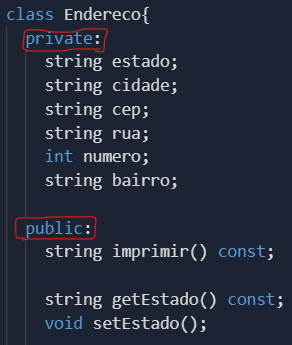 class Endereco{
private:
string estado;
string cidade;
string cep;
string rua;
int numero;
string bairro;
public:
string imprimir() const;
string getEstado() const;
void setEstado();